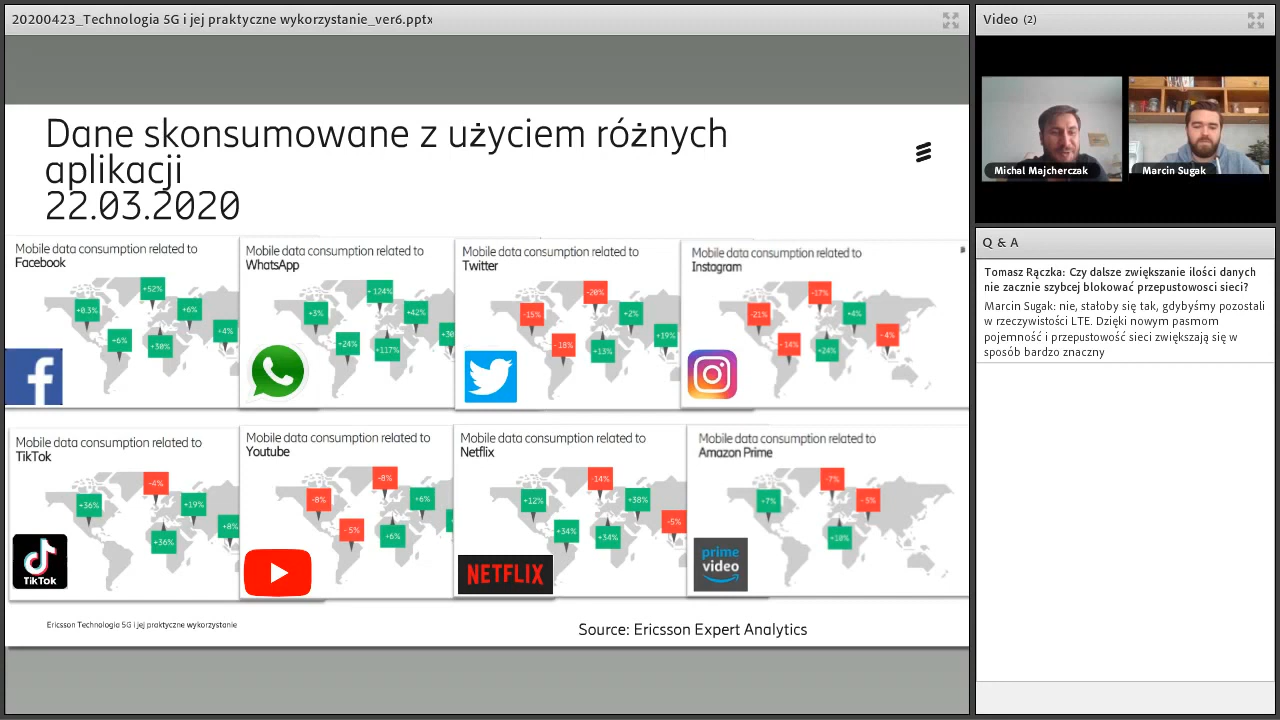 20200423_Technologia 5G i jej praktyczne wykorzystanie_ver6.pptx
Dane skonsumowane z użyciem różnych
aplikacji
22.03.2020
Mobile data consumption related to
Facebook
+52%
+0.3%
+6%
+6%
+30%
+4%
Mobile data consumption related to
WhatsApp
+124%
+3%
+42%
+24%
+117%
+30
Mobile data consumption related to
Twitter
-20%
-15%
+2%
-18%
+13%
+19%
Mobile data consumption related to
Instagram
-17%
-21%
+4%
-14%
+24%
-4%
Mobile data consumption related to
TikTok
-4%
+36%
+19%
+36%
+8%
TikTok
Mobile data consumption related to
Youtube
-8%
-8%
+6%
-5%
+6%
Mobile data consumption related to
Netflix
-14%
+12%
+38%
+34%
+34%
-5%
NETFLIX
Mobile data consumption related to
Amazon Prime
-7%
+7%
-5%
+10%
prime
video
Ericsson Technologia 5G i jej praktyczne wykorzystanie
Source: Ericsson Expert Analytics
Video (2)
Michal Majcherczak
Marcin Sugak
Q & A
Tomasz Rączka: Czy dalsze zwiększanie ilości danych
nie zacznie szybcej blokować przepustowosci sieci?
Marcin Sugak: nie, stałoby się tak, gdybyśmy pozostali
w rzeczywistości LTE. Dzięki nowym pasmom
pojemność i przepustowość sieci zwiększają się w
sposób bardzo znaczny